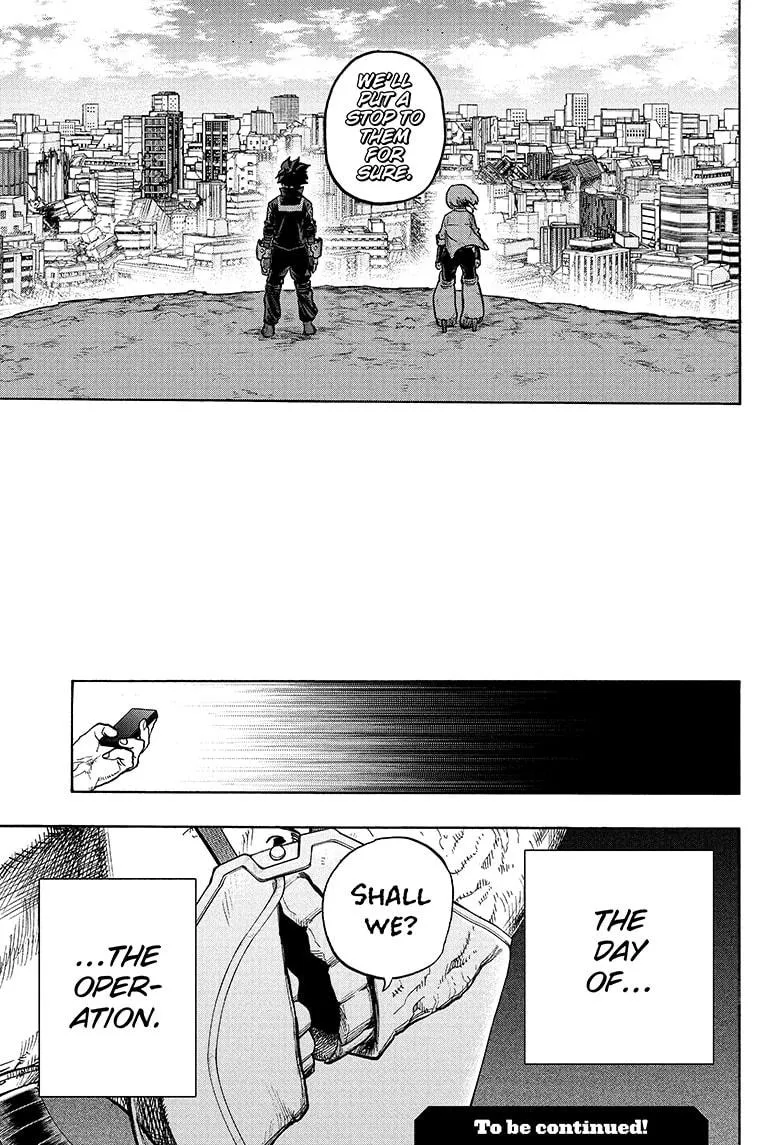 WE'LL
PUT A
STOP TO
THEM
FOR
SURE.
THE
DAY
OF...
SHALL
WE?
...THE
OPER-
ATION.
To be continued!